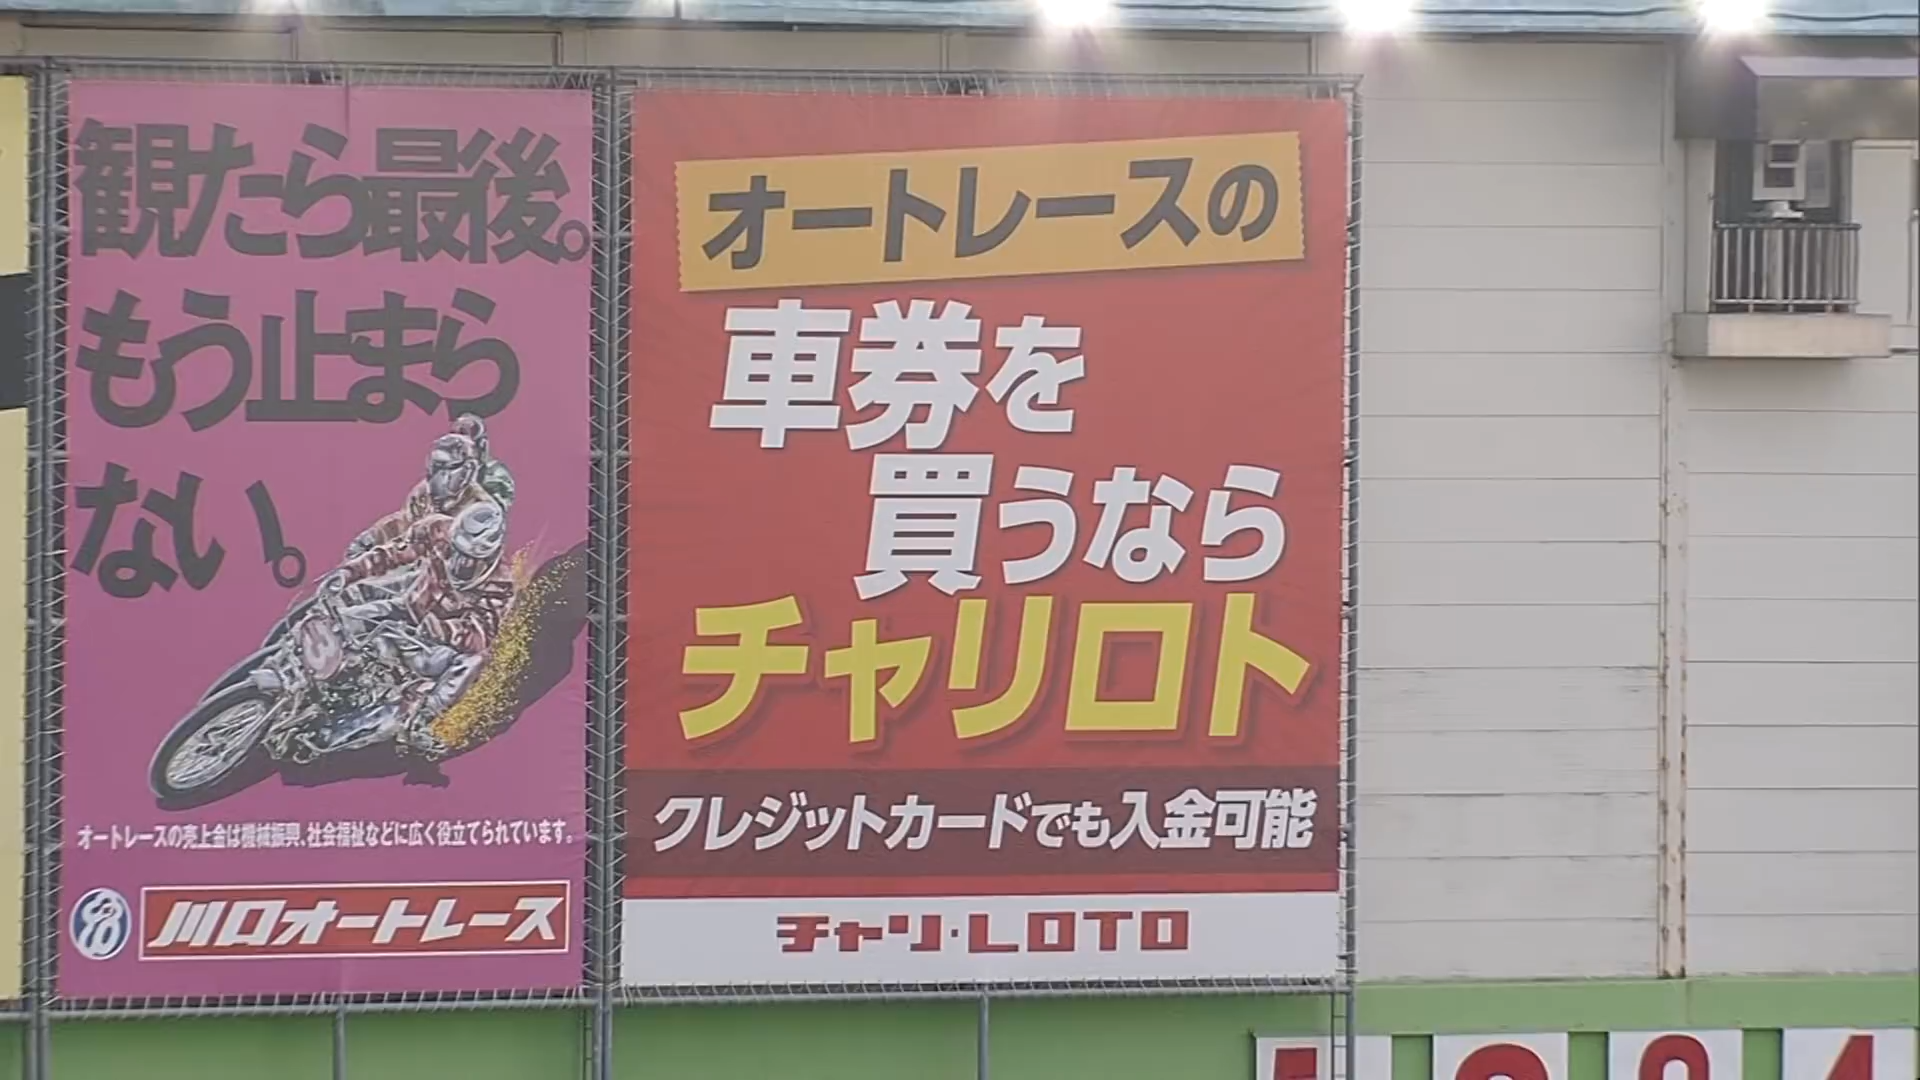 観たら最後。
もう止まら
ない。
オートレースの売上金は機械振興、社会福祉などに広く役立てられています。
川口オートレース
オートレースの
車券を
買うなら
チャリロト
クレジットカードでも入金可能
チャリ・LOTO